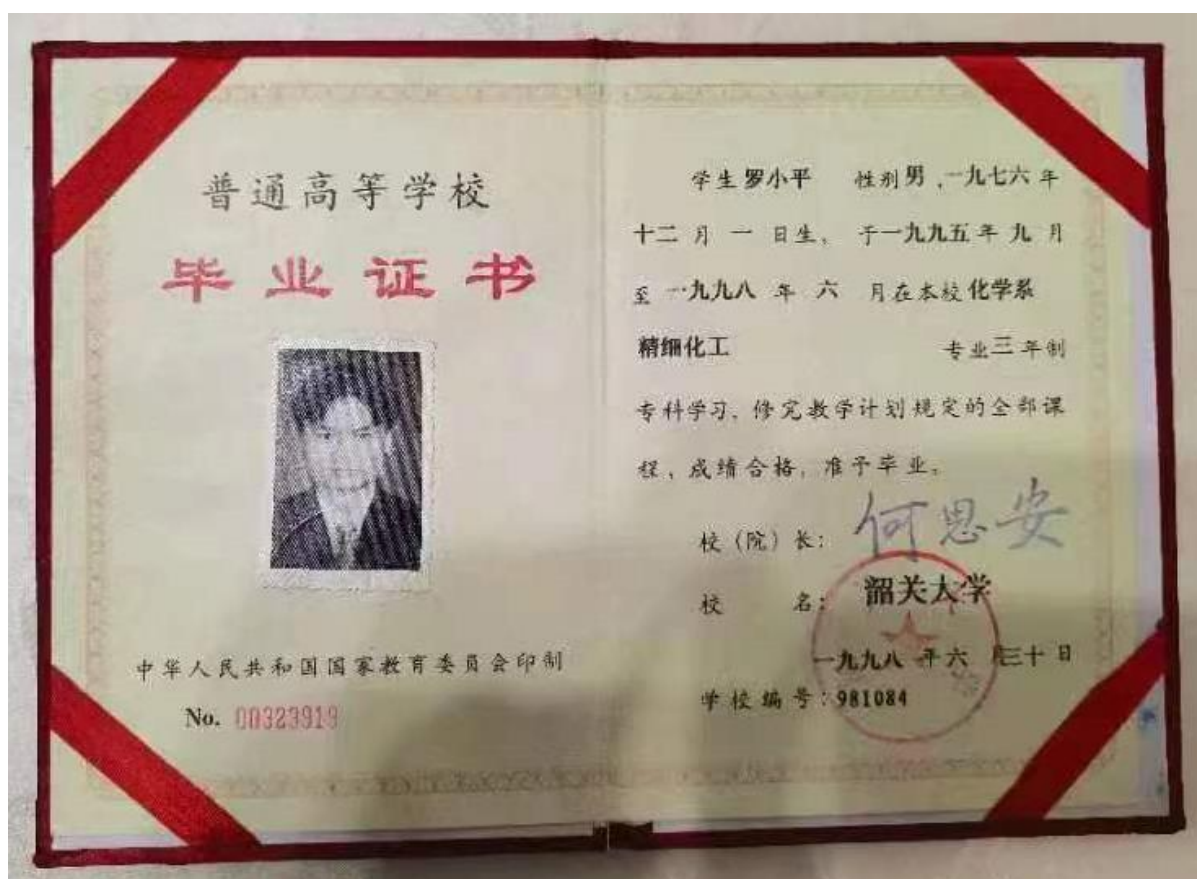 普通高等学校
毕业证书
中华人民共和国国家教育委员会印制
No. 00323919
学生罗小平 性别男，一九七六年
十二月一日生，于一九九五年九月
至一九九八年六月在本校化学系
精细化工 专业三年制
专科学习，修完教学计划规定的全部课
程，成绩合格，准予毕业。
校（院）长：何思安
校 名：韶关大学
一九九八年六月三十日
学校编号：981084